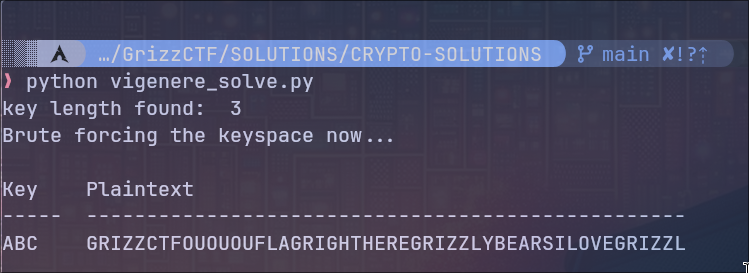 …/GrizzCTF/SOLUTIONS/CRYPTO-SOLUTIONS main ✘!?⇡
❯ python vigenere_solve.py
key length found:  3
Brute forcing the keyspace now...
Key    Plaintext
-----  --------------------------------------------------
ABC    GRIZZCTFOUOUOUFLAGRIGHTHEREGRIZZLYBEARSILOVEGRIZZL